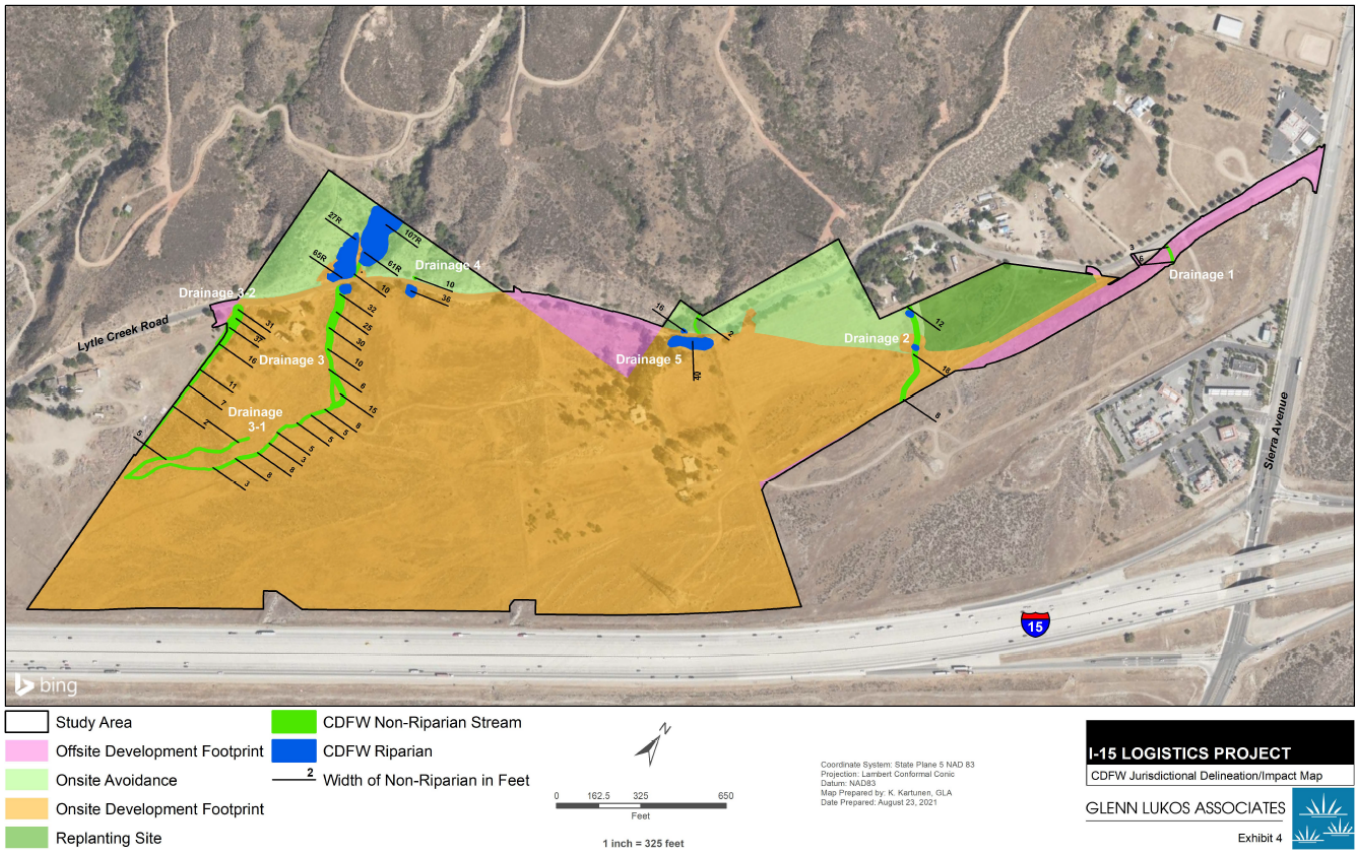 27R
107R
65R
61R
Drainage 4
Drainage 3-2
10
10
36
32
Lytle Creek Road
31
37
25
30
Drainage 3
16
10
11
6
7
15
Drainage
3-1
2
8
5
5
5
3
8
8
3
16
2
Drainage 5
40
12
Drainage 2
18
6
3
5
Drainage 1
Sierra Avenue
15
bing
Study Area
Offsite Development Footprint
Onsite Avoidance
Onsite Development Footprint
Replanting Site
CDFW Non-Riparian Stream
CDFW Riparian
2 Width of Non-Riparian in Feet
N
0 162.5 325 650
Feet
1 inch = 325 feet
Coordinate System: State Plane 5 NAD 83
Projection: Lambert Conformal Conic
Datum: NAD83
Map Prepared by: K. Kartunen, GLA
Date Prepared: August 23, 2021
I-15 LOGISTICS PROJECT
CDFW Jurisdictional Delineation/Impact Map
GLENN LUKOS ASSOCIATES
Exhibit 4